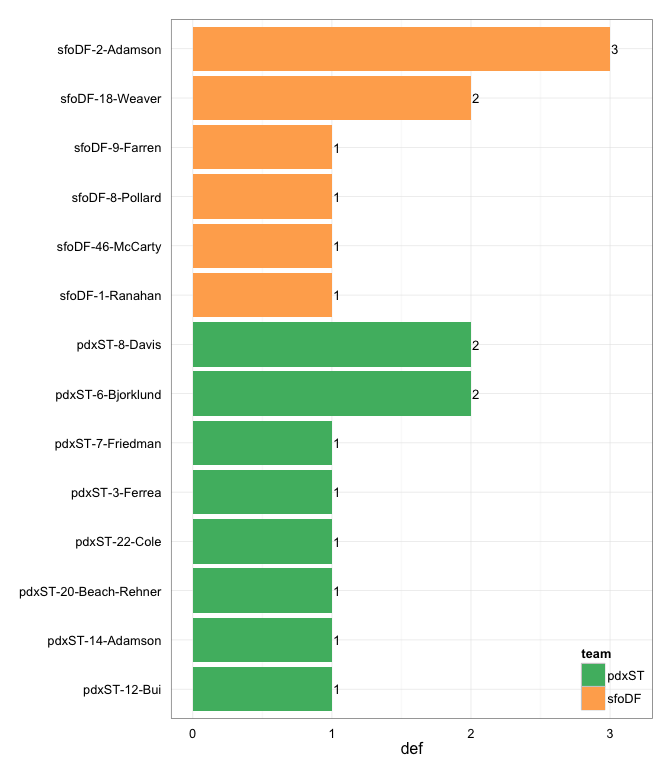 sfoDF-2-Adamson 3
sfoDF-18-Weaver 2
sfoDF-9-Farren 1
sfoDF-8-Pollard 1
sfoDF-46-McCarty 1
sfoDF-1-Ranahan 1
pdxST-8-Davis 2
pdxST-6-Bjorklund 2
pdxST-7-Friedman 1
pdxST-3-Ferrea 1
pdxST-22-Cole 1
pdxST-20-Beach-Rehner 1
pdxST-14-Adamson 1
pdxST-12-Bui 1
team
pdxST
sfoDF
0 1 2 3
def